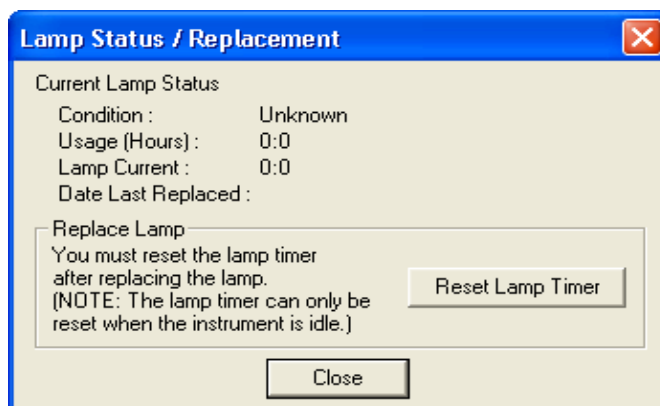 Lamp Status / Replacement
Current Lamp Status
Condition : Unknown
Usage (Hours) : 0:0
Lamp Current : 0:0
Date Last Replaced :
Replace Lamp
You must reset the lamp timer
after replacing the lamp.
(NOTE: The lamp timer can only be
reset when the instrument is idle.)
Reset Lamp Timer
Close